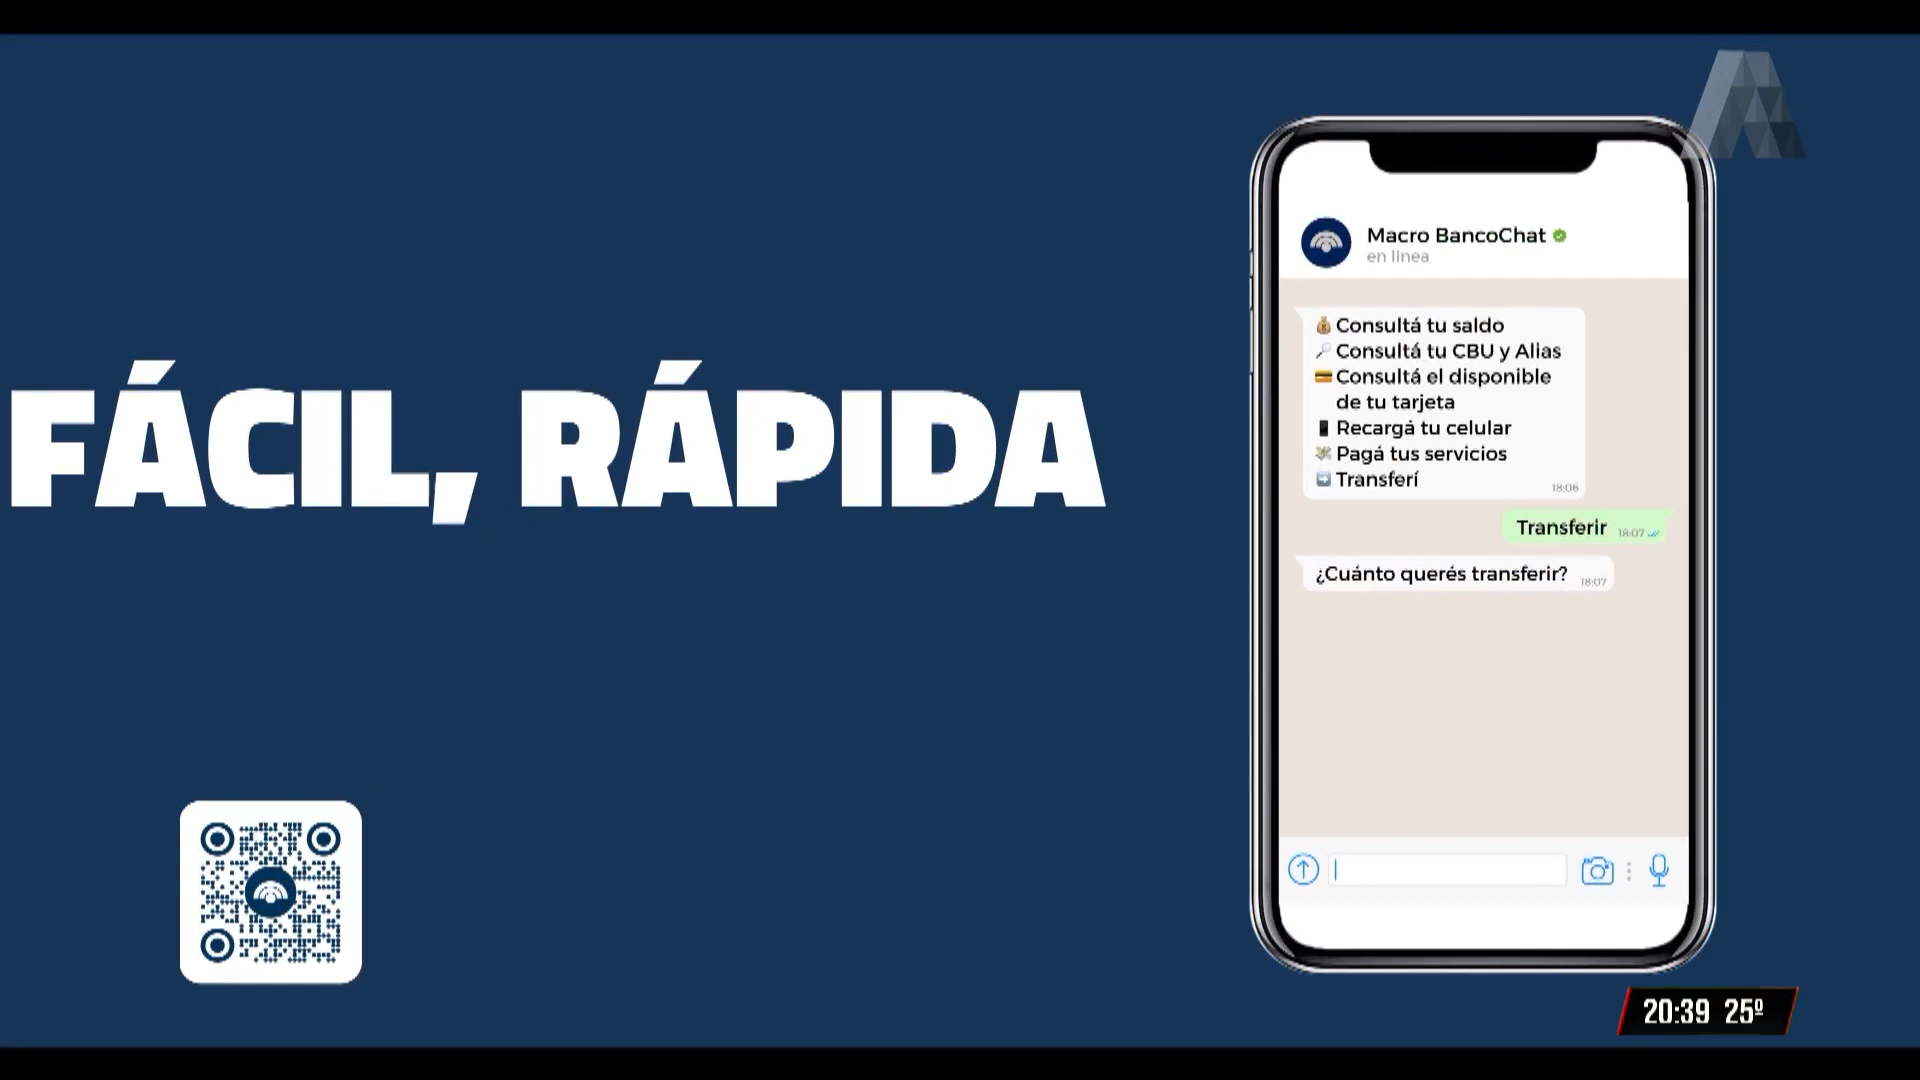 FÁCIL, RÁPIDA
Macro BancoChat
en línea
Consultá tu saldo
Consultá tu CBU y Alias
Consultá el disponible
de tu tarjeta
Recargá tu celular
Pagá tus servicios
Transferí
18:06
Transferir 18:07
¿Cuánto querés transferir? 18:07
20:39 25º